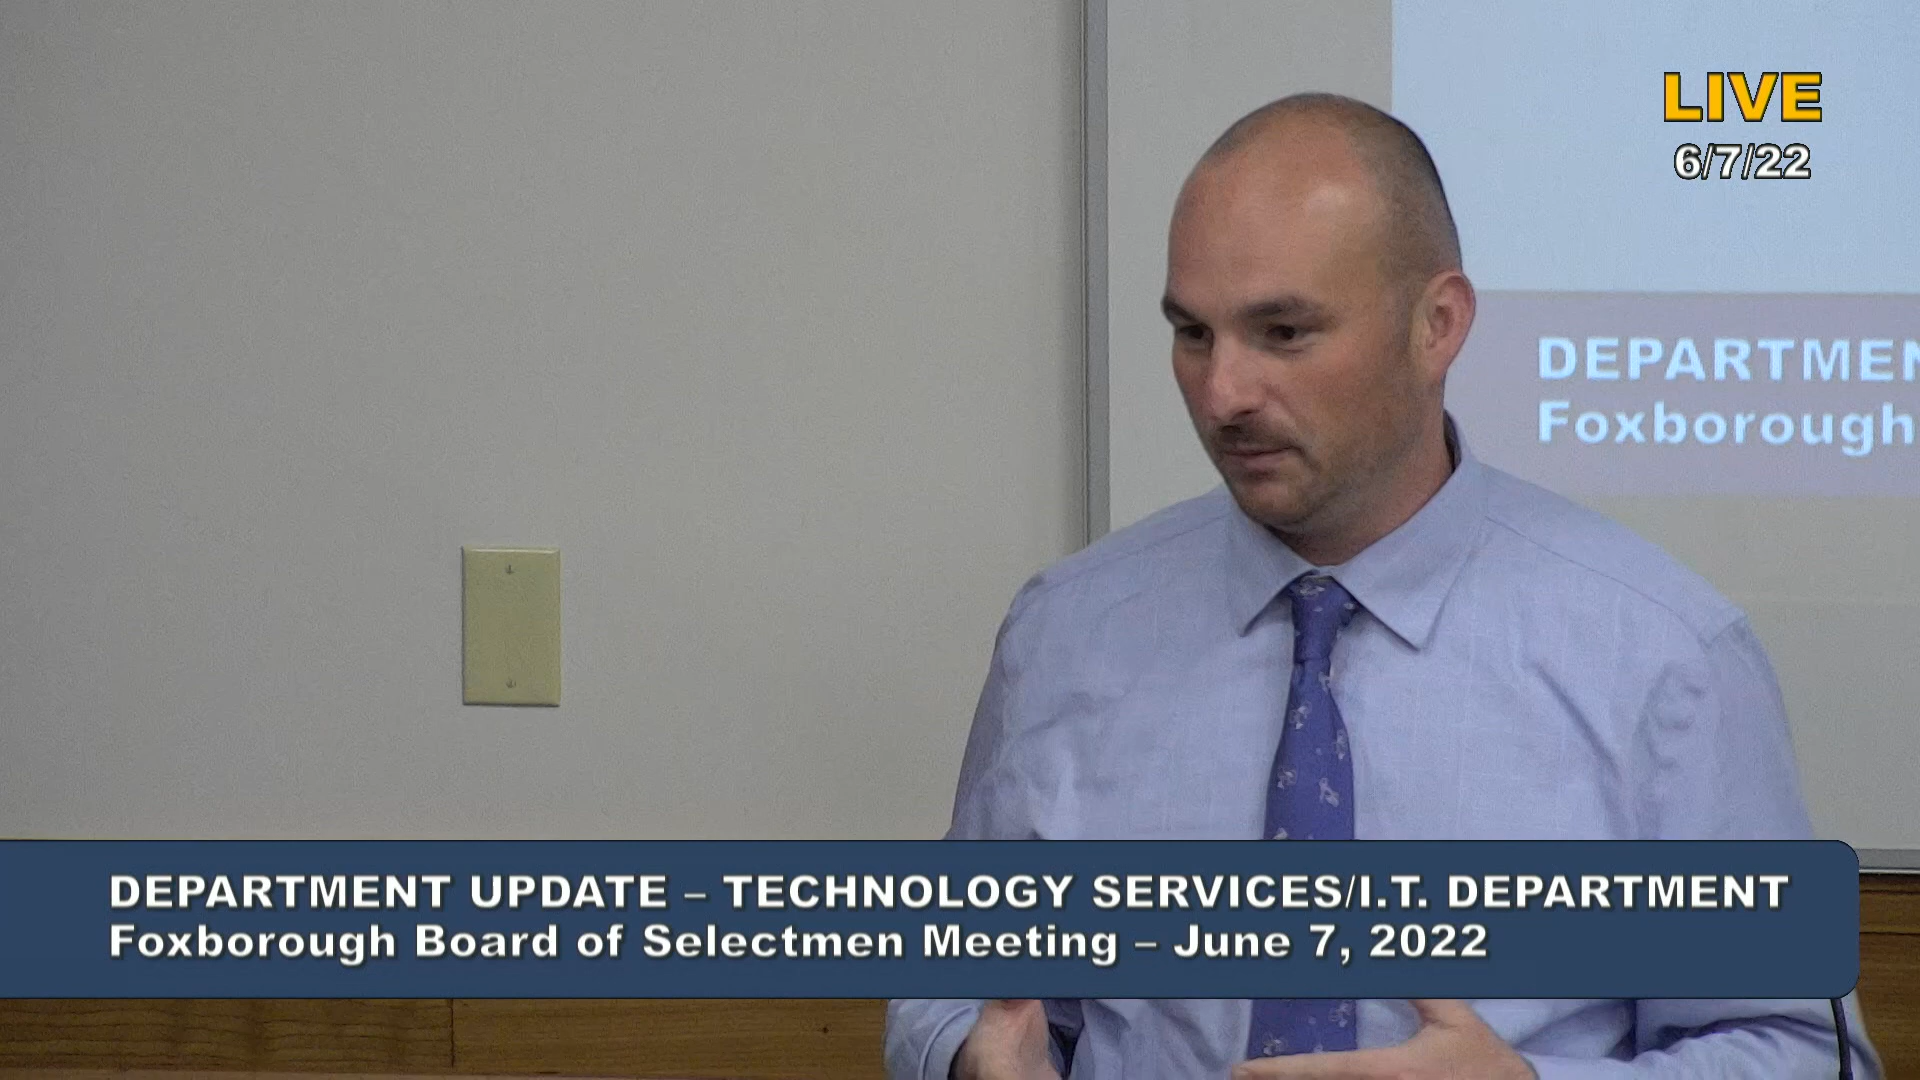 LIVE
6/7/22
DEPARTMEN
Foxborough
DEPARTMENT UPDATE – TECHNOLOGY SERVICES/I.T. DEPARTMENT
Foxborough Board of Selectmen Meeting – June 7, 2022